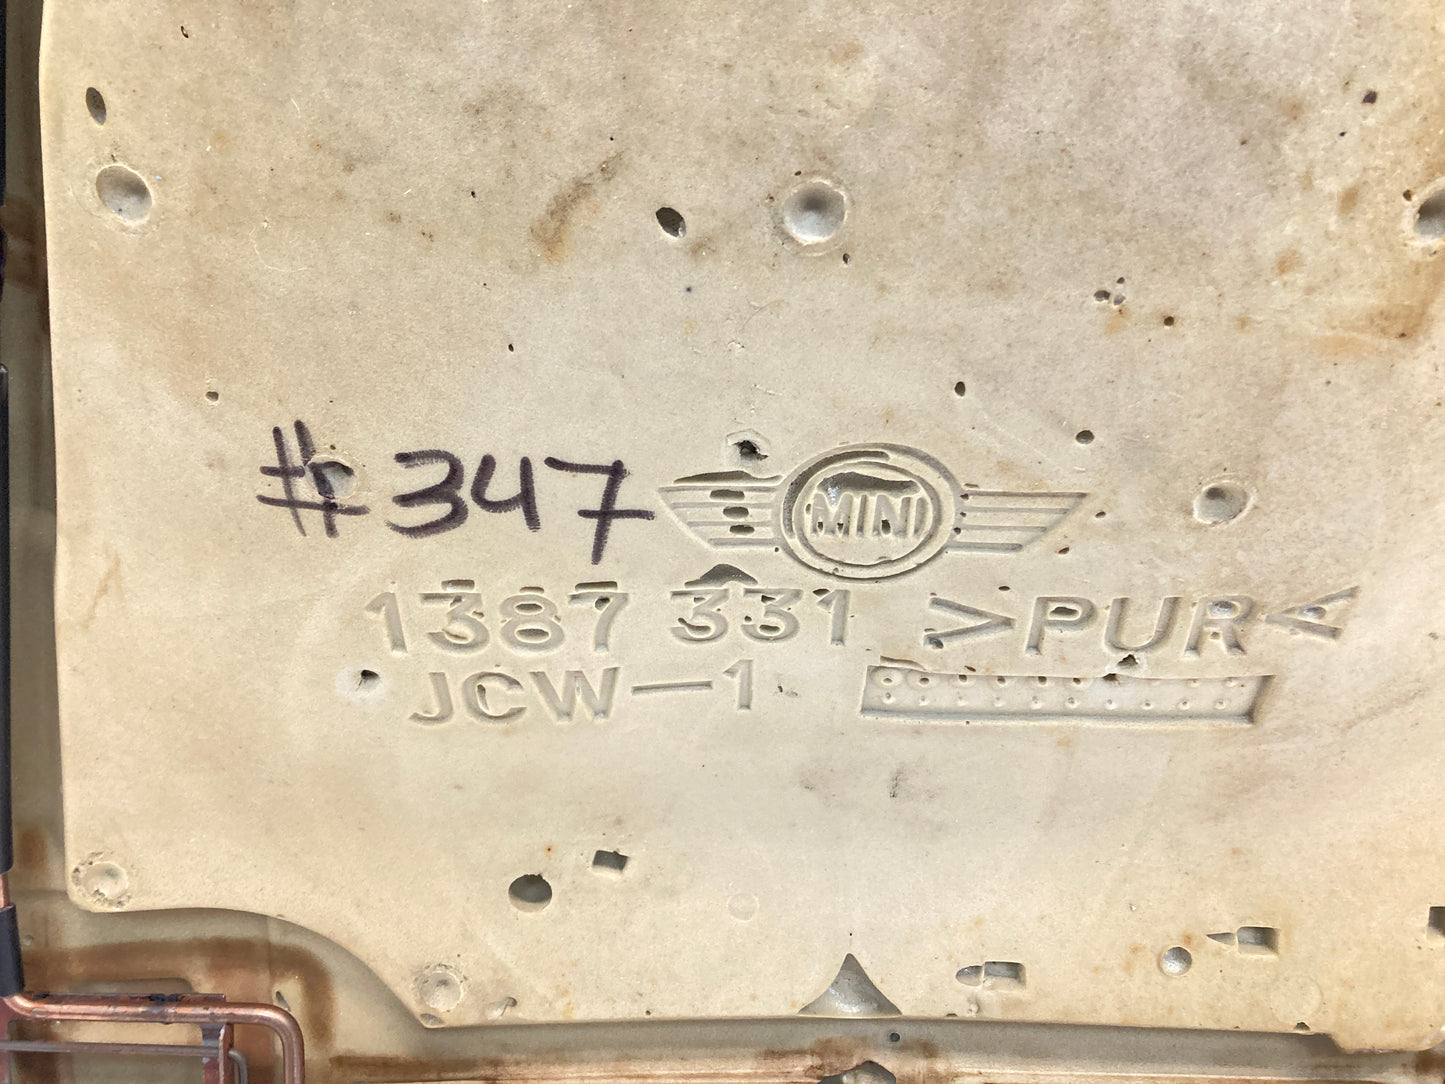 #347
MINI
1387 331 >PUR<
JCW-1